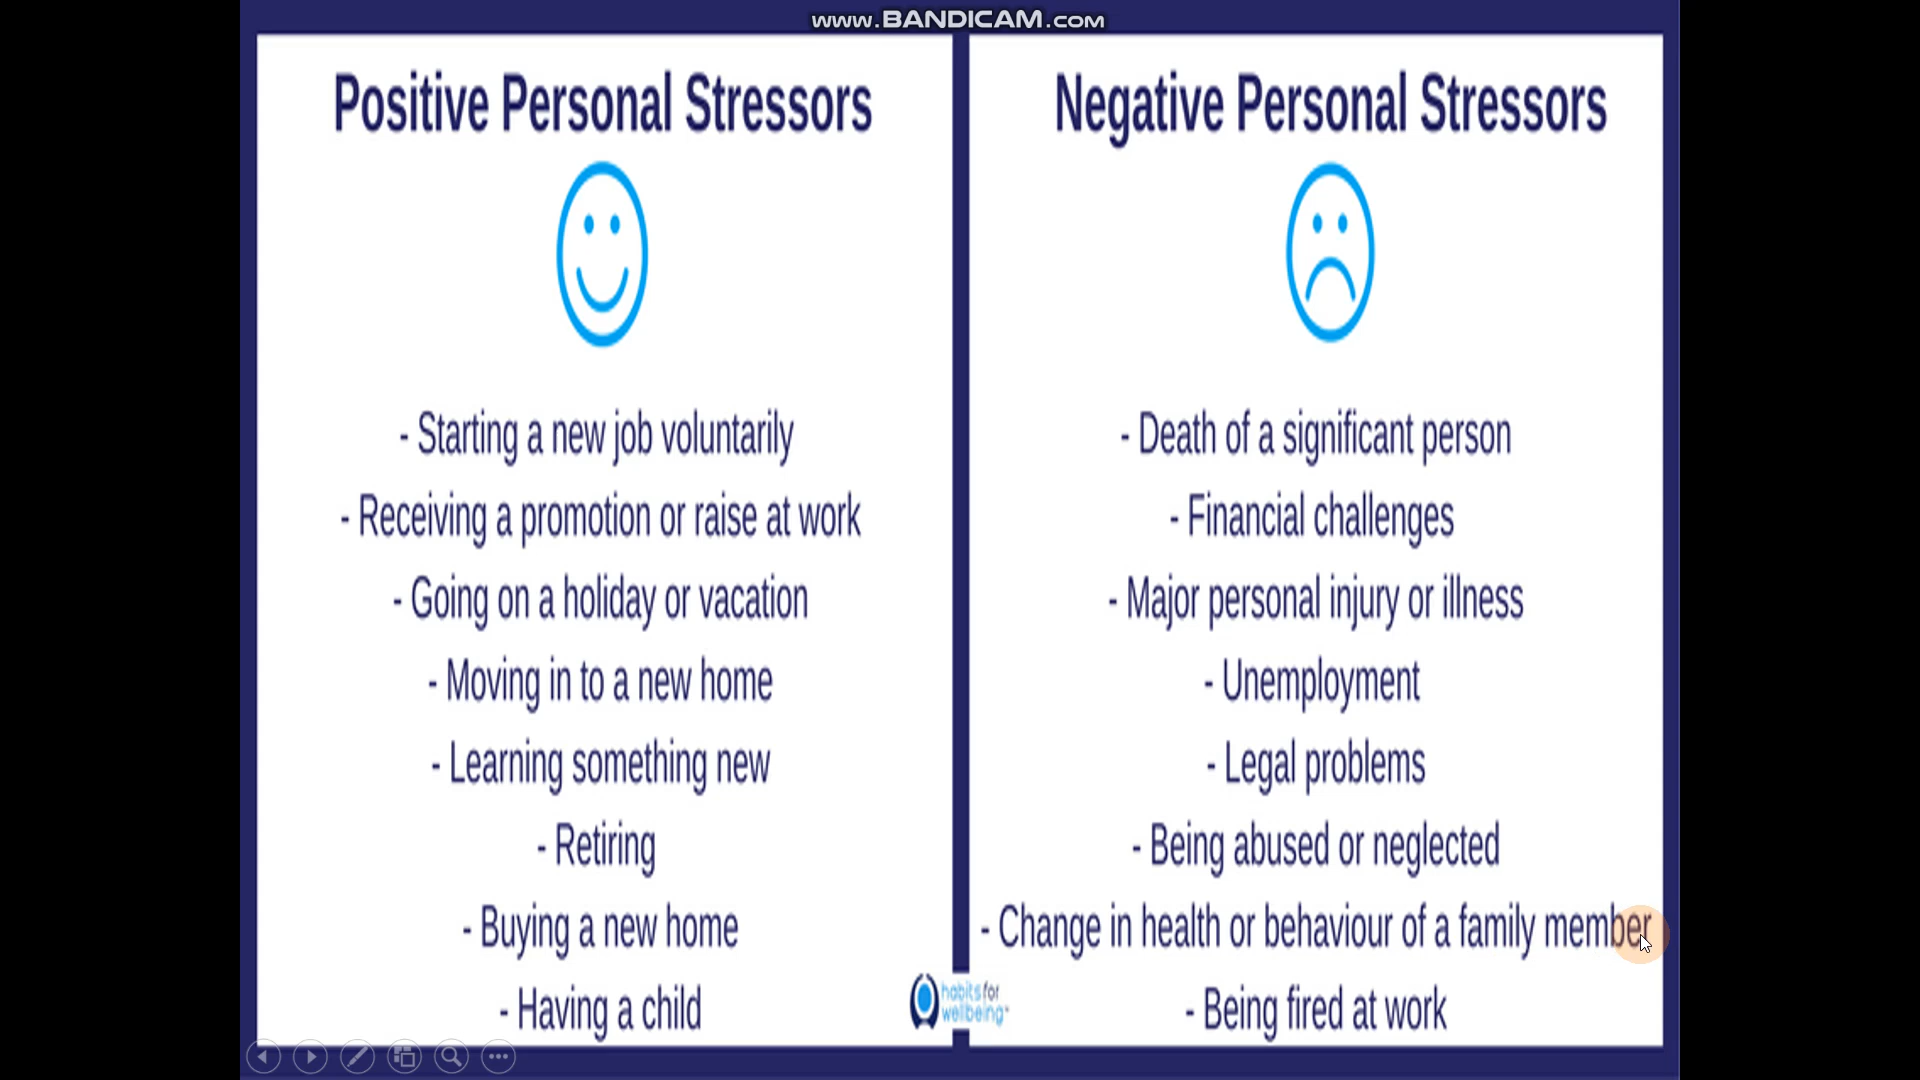 www.BANDICAM.com
Positive Personal Stressors
- Starting a new job voluntarily
- Receiving a promotion or raise at work
- Going on a holiday or vacation
- Moving in to a new home
- Learning something new
- Retiring
- Buying a new home
- Having a child
Negative Personal Stressors
- Death of a significant person
- Financial challenges
- Major personal injury or illness
- Unemployment
- Legal problems
- Being abused or neglected
- Change in health or behaviour of a family member
- Being fired at work
habits for
wellbeing